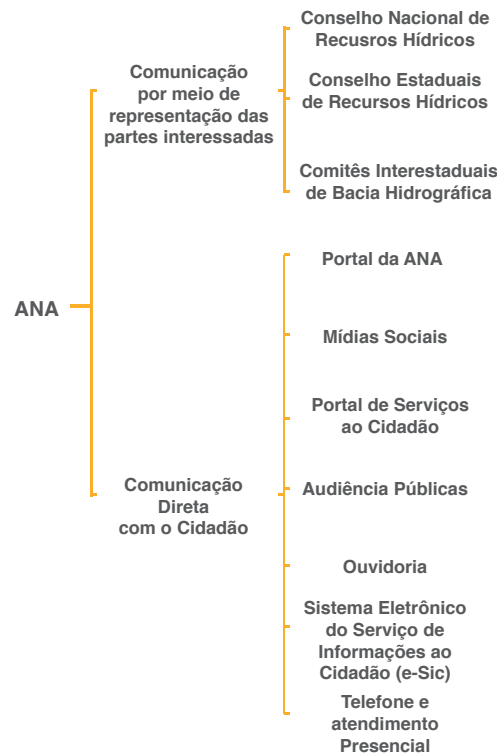 ANA
Comunicação
por meio de
representação das
partes interessadas
Conselho Nacional de
Recusros Hídricos
Conselho Estaduais
de Recursos Hídricos
Comitês Interestaduais
de Bacia Hidrográfica
Comunicação
Direta
com o Cidadão
Portal da ANA
Mídias Sociais
Portal de Serviços
ao Cidadão
Audiência Públicas
Ouvidoria
Sistema Eletrônico
do Serviço de
Informações ao
Cidadão (e-Sic)
Telefone e
atendimento
Presencial